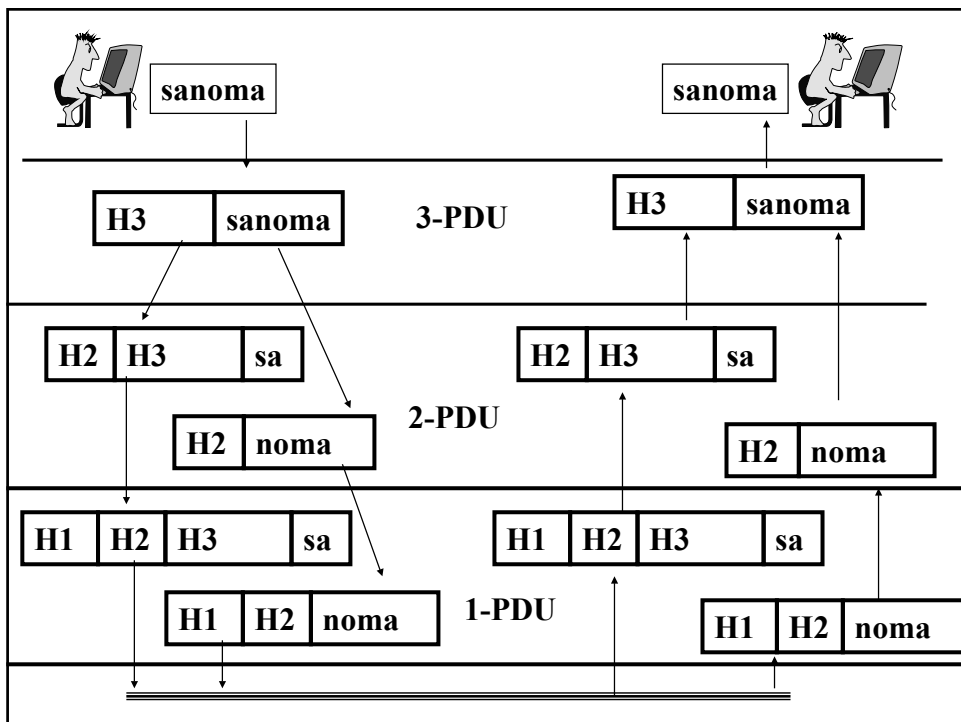 sanoma sanoma
H3 sanoma 3-PDU H3 sanoma
H2 H3 sa H2 H3 sa
H2 noma 2-PDU H2 noma
H1 H2 H3 sa H1 H2 H3 sa
H1 H2 noma 1-PDU H1 H2 noma